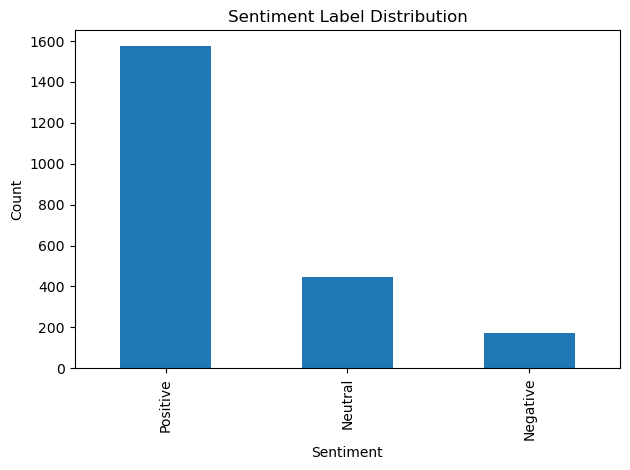 Sentiment Label Distribution
1600
1400
1200
1000
800
600
400
200
0
Count
Positive
Neutral
Negative
Sentiment